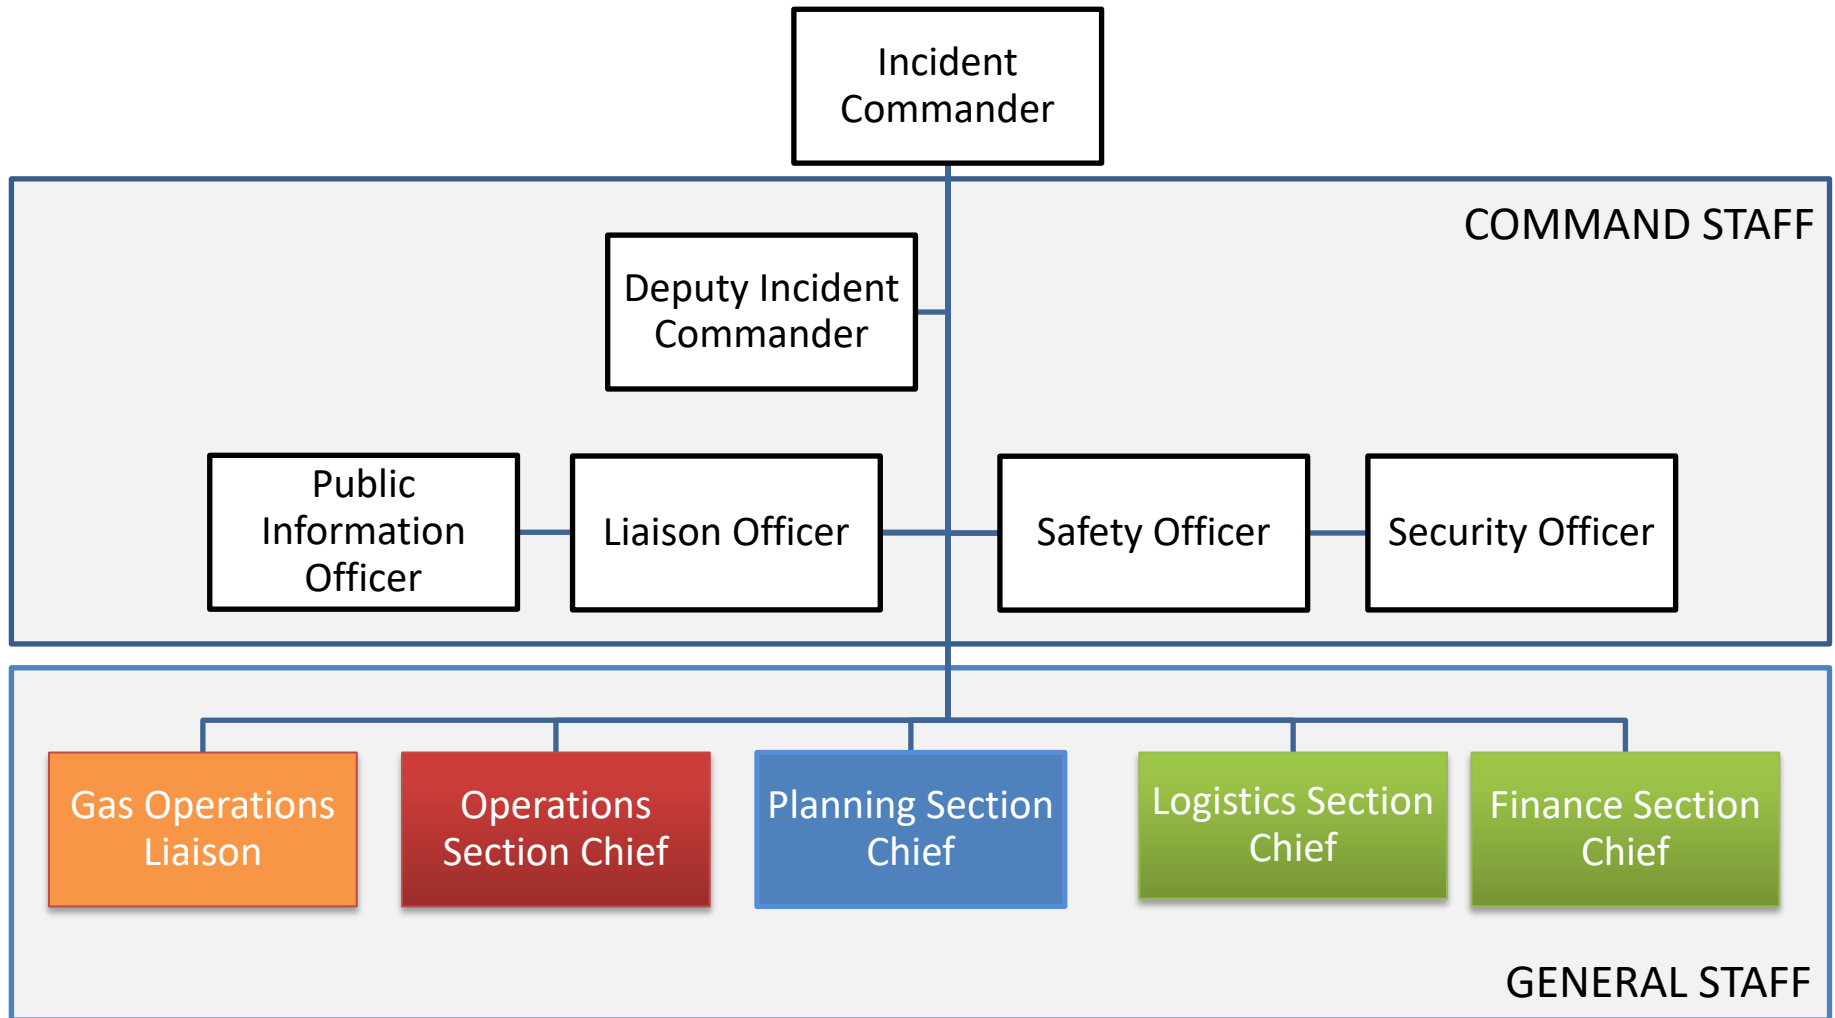 Incident
Commander
COMMAND STAFF
Deputy Incident
Commander
Public
Information
Officer
Liaison Officer
Safety Officer
Security Officer
Gas Operations
Liaison
Operations
Section Chief
Planning Section
Chief
Logistics Section
Chief
Finance Section
Chief
GENERAL STAFF